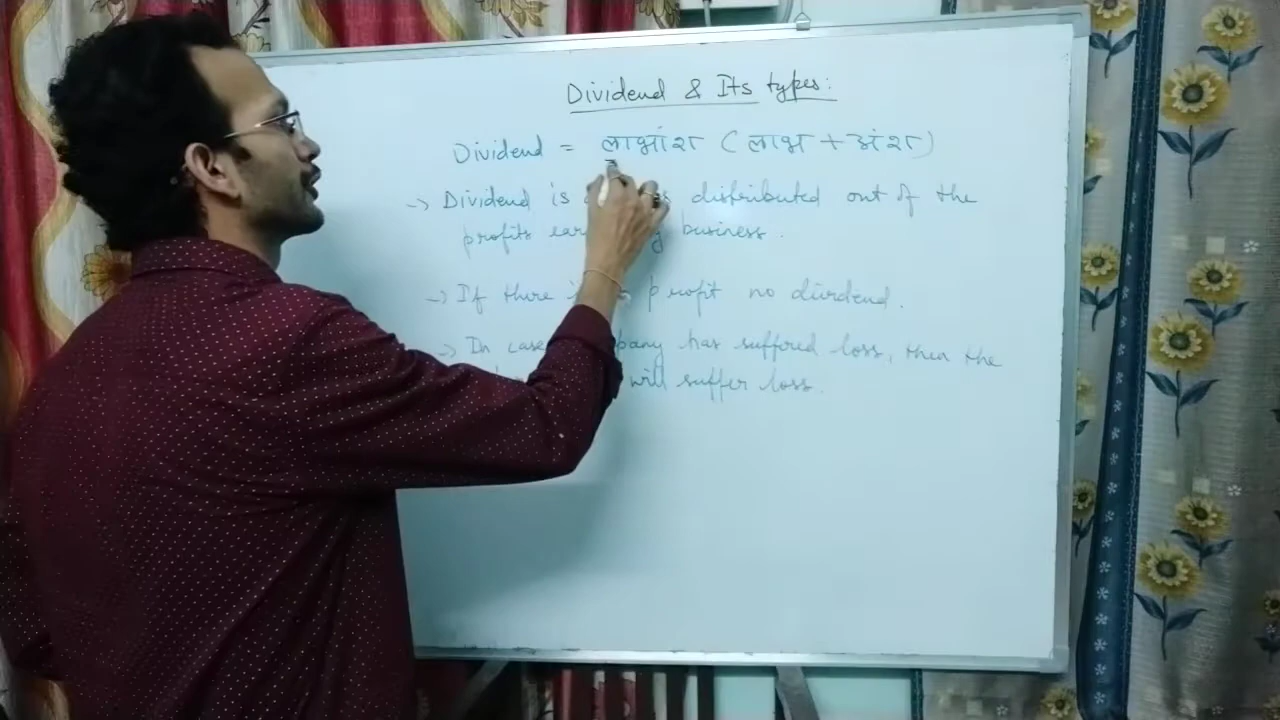 Dividend & Its types:
Dividend = लाभांश (लाभ + अंश)
→ Dividend is distributed out of the
profits business.
→ If there profit no dividend.
→ In case has suffered loss, then the
will suffer loss.